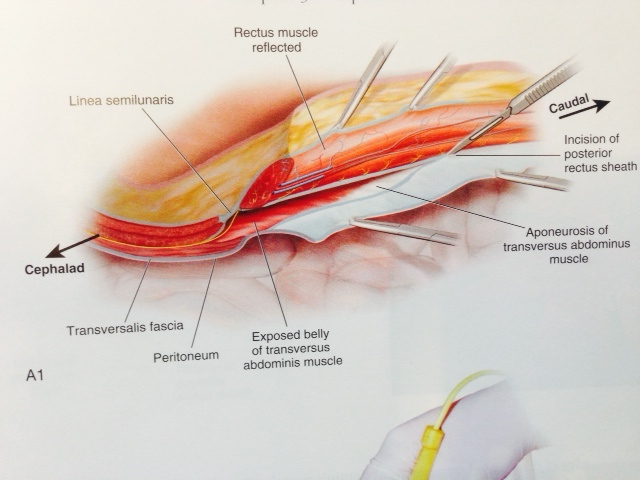 Rectus muscle
reflected
Linea semilunaris
Caudal
Incision of
posterior
rectus sheath
Aponeurosis of
transversus abdominus
muscle
Cephalad
Transversalis fascia
Peritoneum
Exposed belly
of transversus
abdominis muscle
A1